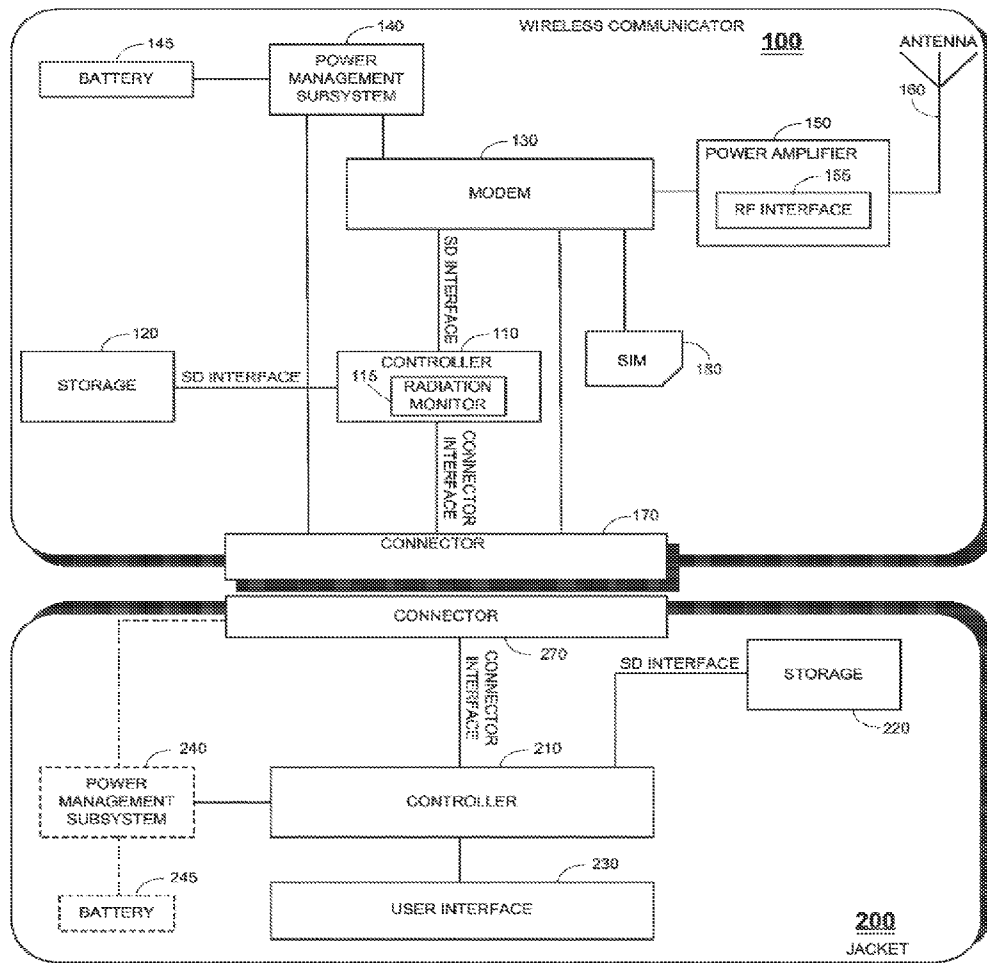 WIRELESS COMMUNICATOR
100
145
BATTERY
140
POWER
MANAGEMENT
SUBSYSTEM
ANTENNA
160
130
MODEM
150
POWER AMPLIFIER
155
RF INTERFACE
SD INTERFACE
120
STORAGE
SD INTERFACE
110
CONTROLLER
115
RADIATION
MONITOR
SIM
180
CONNECTOR
INTERFACE
170
CONNECTOR
CONNECTOR
270
CONNECTOR
INTERFACE
SD INTERFACE
STORAGE
220
240
POWER
MANAGEMENT
SUBSYSTEM
210
CONTROLLER
245
BATTERY
230
USER INTERFACE
200
JACKET